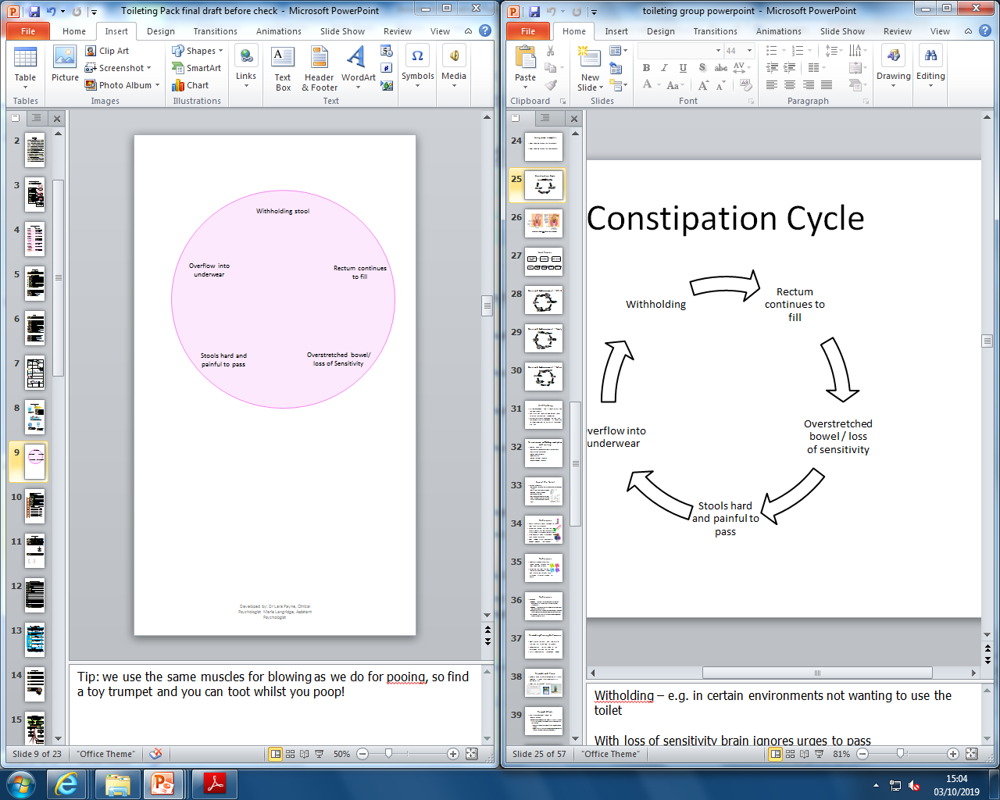 Toileting Pack final draft before check - Microsoft PowerPoint
File Home Insert Design Transitions Animations Slide Show Review View
Table
Picture
Clip Art
Screenshot
Photo Album
Shapes
SmartArt
Chart
Links
Text
Box
Header
& Footer
WordArt
Symbols
Media
Tables Images Illustrations Text
2
3
4
5
6
7
8
9
10
11
12
13
14
15
Withholding stool
Overflow into
underwear
Rectum continues
to fill
Stools hard and
painful to pass
Overstretched bowel/
loss of Sensitivity
Developed by: Dr Lara Payne, Clinical
Psychologist Maria Langridge, Assistant
Psychologist
Tip: we use the same muscles for blowing as we do for pooing, so find
a toy trumpet and you can toot whilst you poop!
Slide 9 of 23 "Office Theme" 50%
toileting group powerpoint - Microsoft PowerPoint
File Home Insert Design Transitions Animations Slide Show Review View
Paste
New
Slide
44
B I U S abc AV
A Aa A A
Drawing
Editing
Clipboard Slides Font Paragraph
24
25
26
27
28
29
30
31
32
33
34
35
36
37
38
39
Constipation Cycle
Withholding
Rectum
continues to
fill
verflow into
underwear
Overstretched
bowel / loss
of sensitivity
Stools hard
and painful to
pass
Witholding – e.g. in certain environments not wanting to use the
toilet
With loss of sensitivity brain ignores urges to pass
Slide 25 of 57 "Office Theme" 81%
15:04
03/10/2019